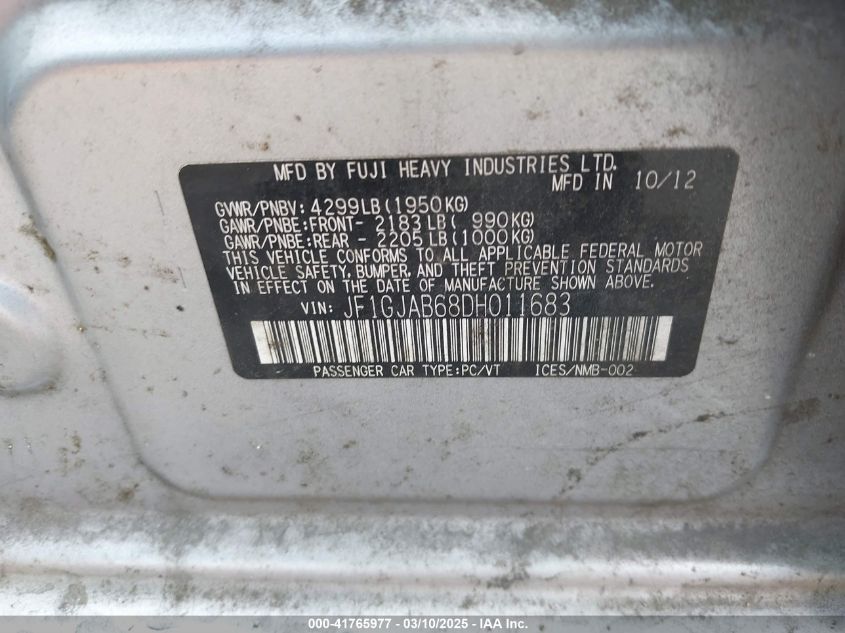 MFD BY FUJI HEAVY INDUSTRIES LTD.
MFD IN 10/12
GVWR/PNBV: 4299LB(1950KG)
GAWR/PNBE:FRONT- 2183LB( 990KG)
GAWR/PNBE:REAR - 2205LB(1000KG)
THIS VEHICLE CONFORMS TO ALL APPLICABLE FEDERAL MOTOR
VEHICLE SAFETY, BUMPER, AND THEFT PREVENTION STANDARDS
IN EFFECT ON THE DATE OF MANUFACTURE SHOWN ABOVE.
VIN: JF1GJAB68DH011683
PASSENGER CAR TYPE:PC/VT ICES/NMB-002
000-41765977 - 03/10/2025 - IAA Inc.